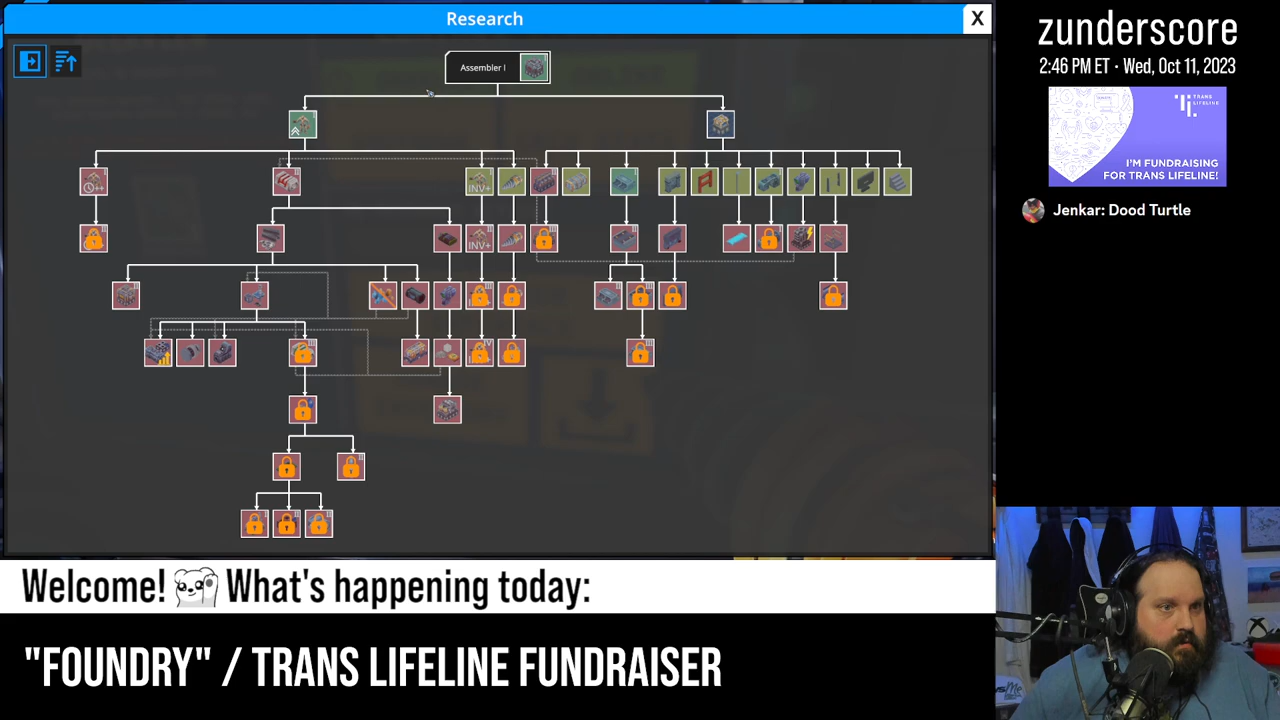 Research
X
zunderscore
2:46 PM ET · Wed, Oct 11, 2023
Assembler I
TRANS
LIFELINE
I'M FUNDRAISING
FOR TRANS LIFELINE!
INV+
Jenkar: Dood Turtle
INV+
Welcome! What's happening today:
"FOUNDRY" / TRANS LIFELINE FUNDRAISER